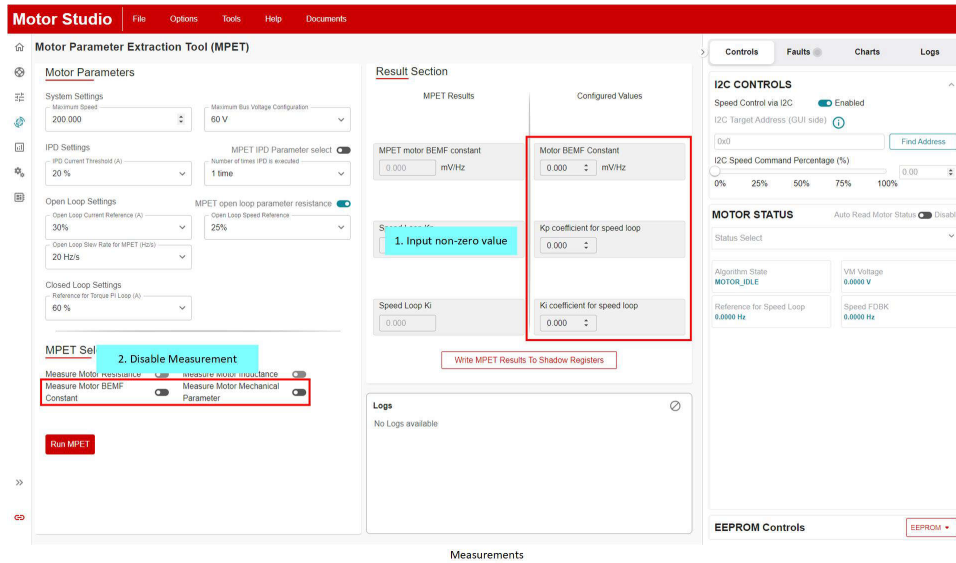 Motor Studio File Options Tools Help Documents
Motor Parameter Extraction Tool (MPET)
Motor Parameters
System Settings
Maximum Speed
200.000
Maximum Bus Voltage Configuration
60 V
IPD Settings
MPET IPD Parameter select
IPD Current Threshold (A)
20 %
Number of times IPD is executed
1 time
Open Loop Settings
MPET open loop parameter resistance
Open Loop Current Reference (A)
30%
Open Loop Speed Reference
25%
Open Loop Slew Rate for MPET (Hz/s)
20 Hz/s
Closed Loop Settings
Reference for Torque PI Loop (A)
60 %
MPET Sel
2. Disable Measurement
Measure Motor Resistance
Measure Motor Inductance
Measure Motor BEMF
Constant
Measure Motor Mechanical
Parameter
Run MPET
Result Section
MPET Results
Configured Values
MPET motor BEMF constant
0.000 mV/Hz
Motor BEMF Constant
0.000 mV/Hz
1. Input non-zero value
Kp coefficient for speed loop
0.000
Speed Loop Ki
0.000
Ki coefficient for speed loop
0.000
Write MPET Results To Shadow Registers
Logs
No Logs available
Controls Faults Charts Logs
I2C CONTROLS
Speed Control via I2C Enabled
I2C Target Address (GUI side)
0x0
Find Address
I2C Speed Command Percentage (%)
0.00
0% 25% 50% 75% 100%
MOTOR STATUS
Auto Read Motor Status Disabl
Status Select
Algorithm State
MOTOR_IDLE
VM Voltage
0.0000 V
Reference for Speed Loop
0.0000 Hz
Speed FDBK
0.0000 Hz
EEPROM Controls
EEPROM
Measurements